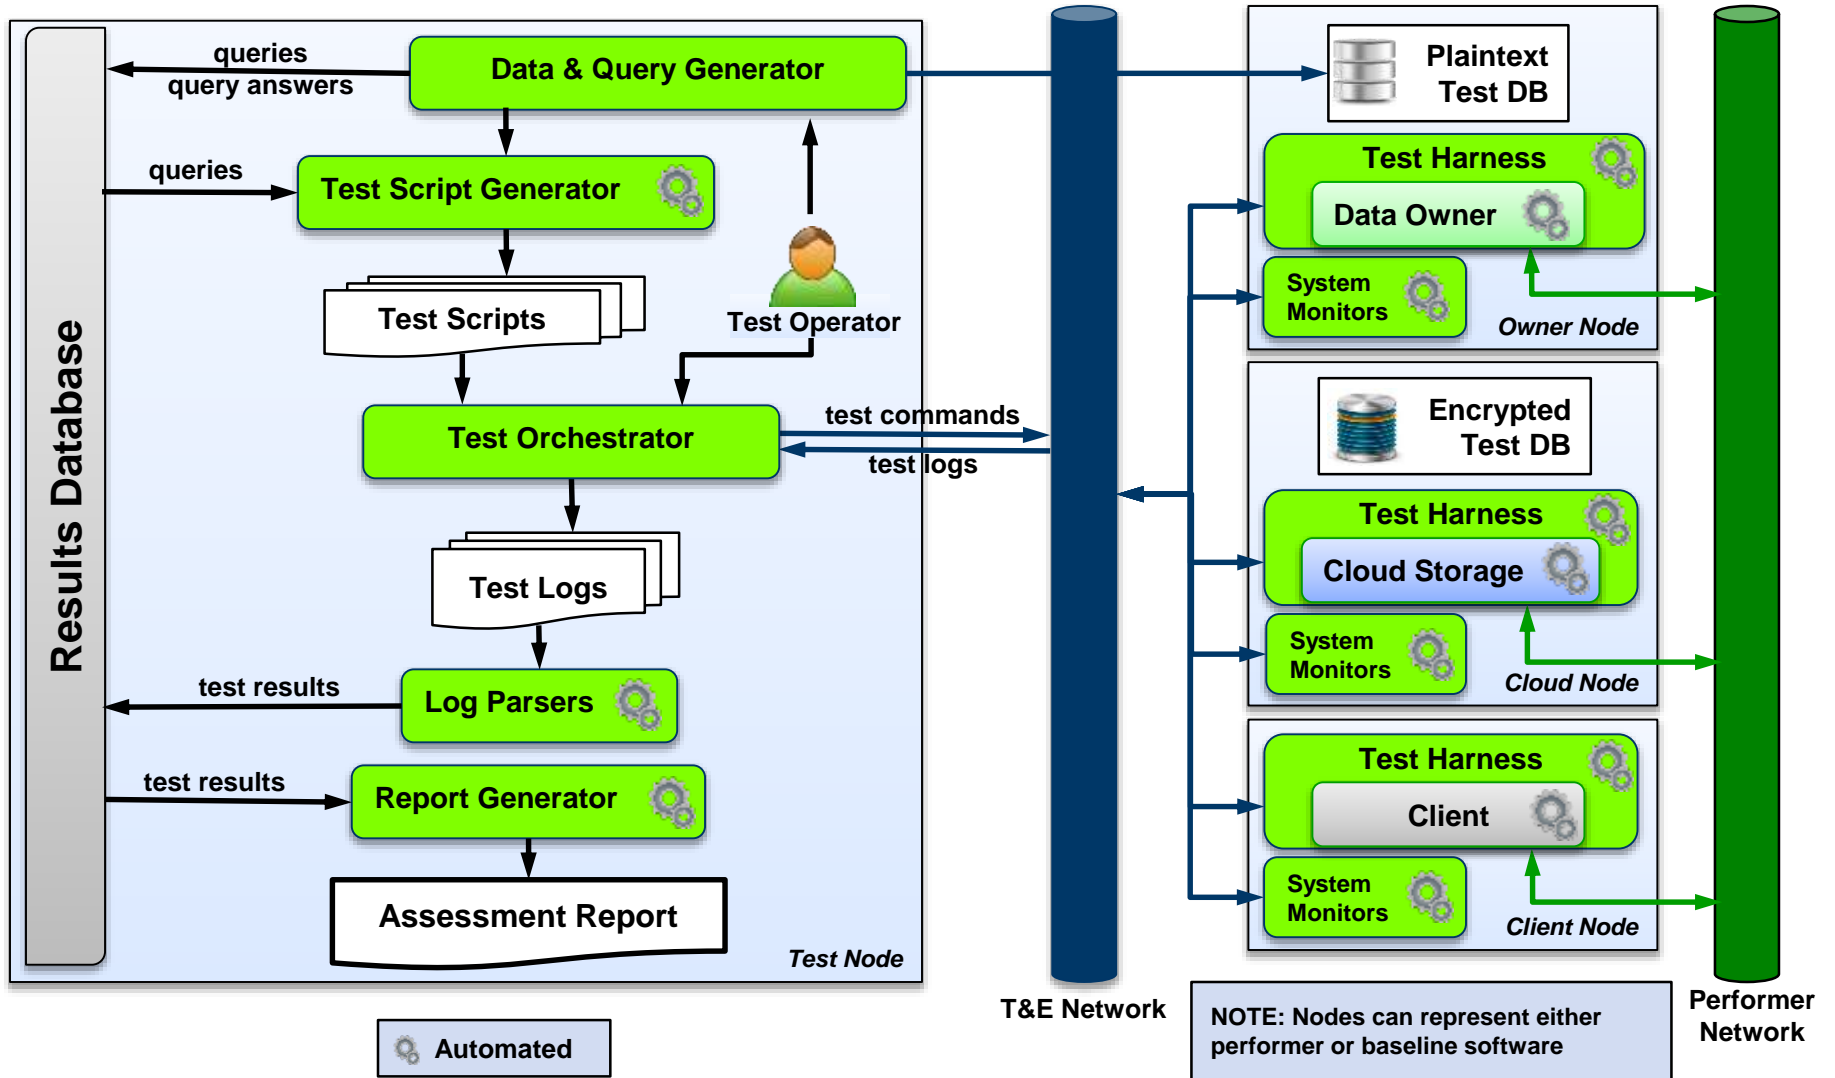 Results Database
queries
query answers
Data & Query Generator
queries
Test Script Generator
Test Scripts
Test Operator
Test Orchestrator
test commands
test logs
Test Logs
test results
Log Parsers
test results
Report Generator
Assessment Report
Test Node
Automated
T&E Network
Plaintext
Test DB
Test Harness
Data Owner
System
Monitors
Owner Node
Encrypted
Test DB
Test Harness
Cloud Storage
System
Monitors
Cloud Node
Test Harness
Client
System
Monitors
Client Node
NOTE: Nodes can represent either
performer or baseline software
Performer
Network